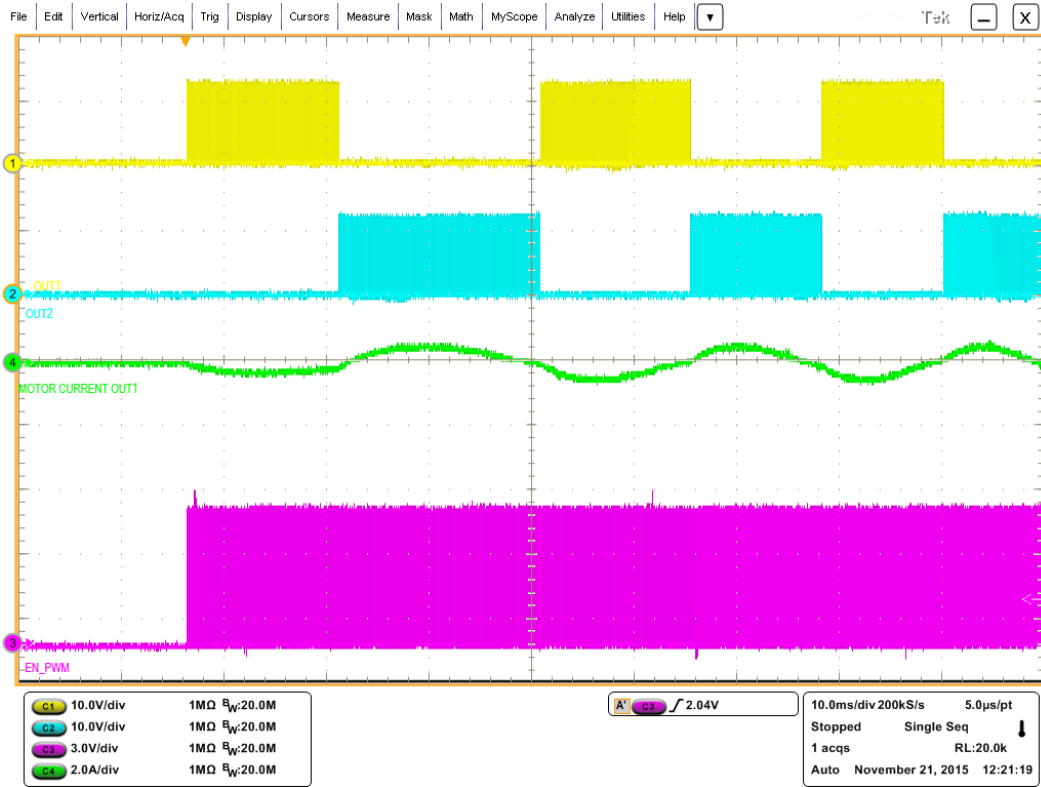 File Edit Vertical Horiz/Acq Trig Display Cursors Measure Mask Math MyScope Analyze Utilities Help ▼ Tek X
1
OUT1
2
OUT2
4
MOTOR CURRENT OUT1
3
EN_PWM
C1 10.0V/div 1MΩ BW:20.0M
C2 10.0V/div 1MΩ BW:20.0M
C3 3.0V/div 1MΩ BW:20.0M
C4 2.0A/div 1MΩ BW:20.0M
A' C3 2.04V
10.0ms/div 200kS/s 5.0µs/pt
Stopped Single Seq
1 acqs RL:20.0k
Auto November 21, 2015 12:21:19